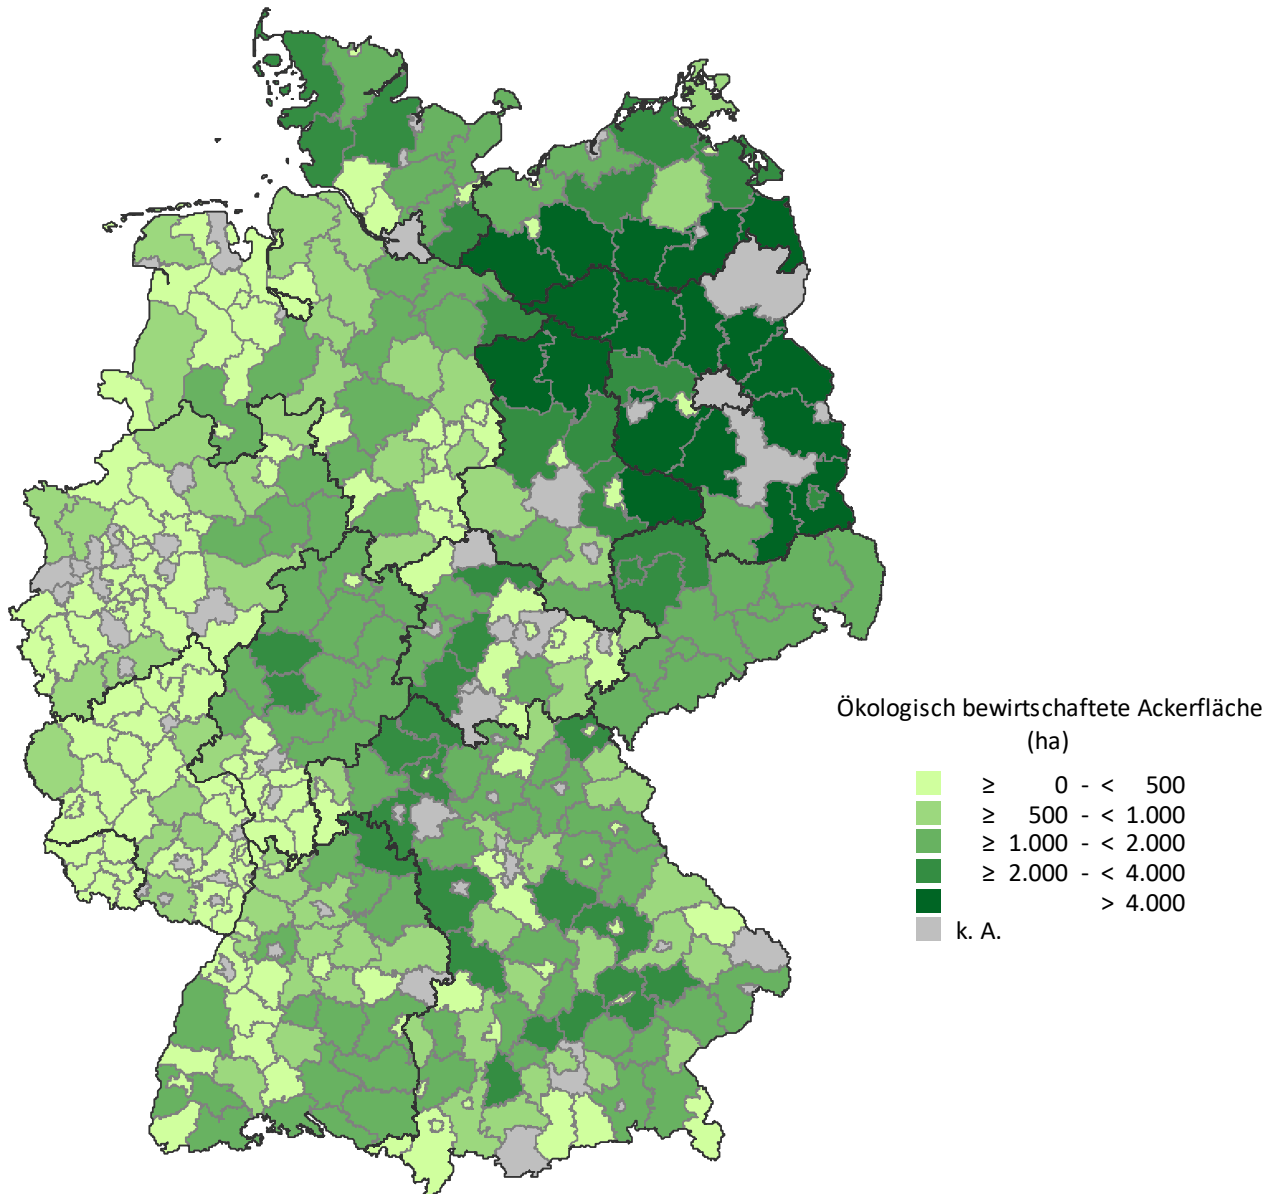 Ökologisch bewirtschaftete Ackerfläche
(ha)
≥ 0 - < 500
≥ 500 - < 1.000
≥ 1.000 - < 2.000
≥ 2.000 - < 4.000
> 4.000
k. A.